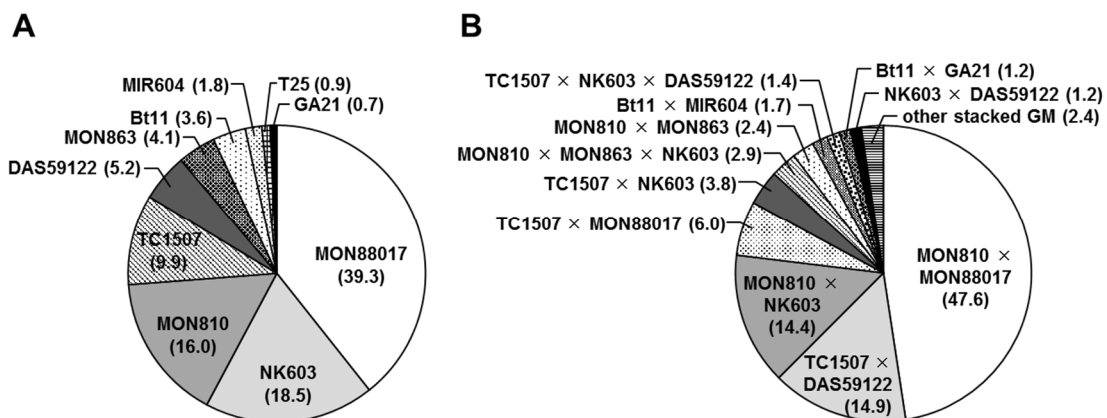 A
MIR604 (1.8)
T25 (0.9)
GA21 (0.7)
Bt11 (3.6)
MON863 (4.1)
DAS59122 (5.2)
TC1507
(9.9)
MON88017
(39.3)
MON810
(16.0)
NK603
(18.5)
B
Bt11 × GA21 (1.2)
TC1507 × NK603 × DAS59122 (1.4)
NK603 × DAS59122 (1.2)
Bt11 × MIR604 (1.7)
other stacked GM (2.4)
MON810 × MON863 (2.4)
MON810 × MON863 × NK603 (2.9)
TC1507 × NK603 (3.8)
TC1507 × MON88017 (6.0)
MON810 ×
MON88017
(47.6)
MON810 ×
NK603
(14.4)
TC1507 ×
DAS59122
(14.9)